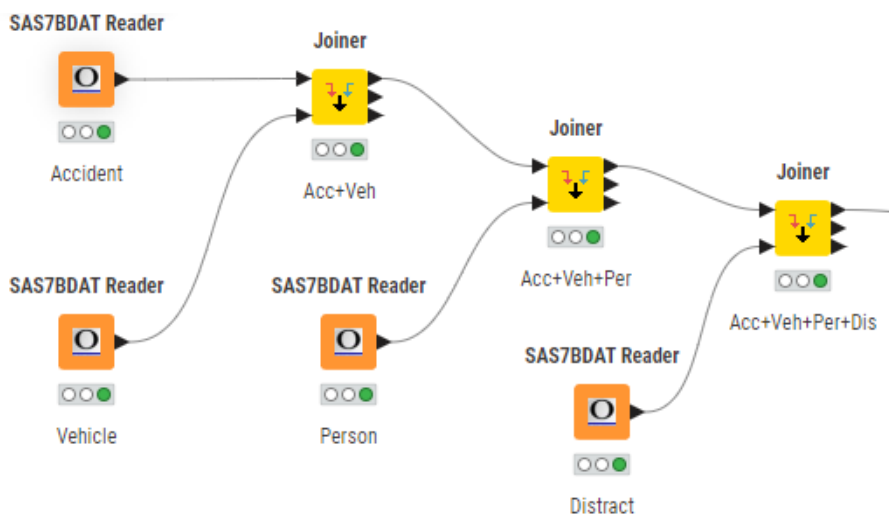 SAS7BDAT Reader
Accident
Joiner
Acc+Veh
Joiner
Acc+Veh+Per
Joiner
Acc+Veh+Per+Dis
SAS7BDAT Reader
Vehicle
SAS7BDAT Reader
Person
SAS7BDAT Reader
Distract